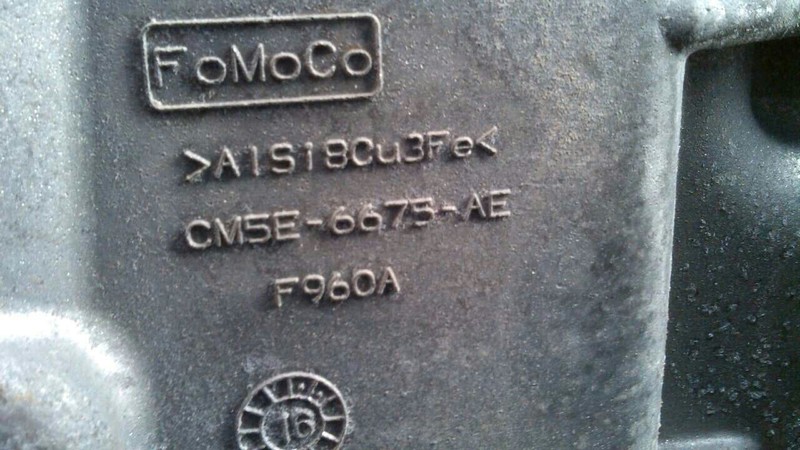 FoMoCo
>AlSi8Cu3Fe<
CM5E-6675-AE
F960A
16